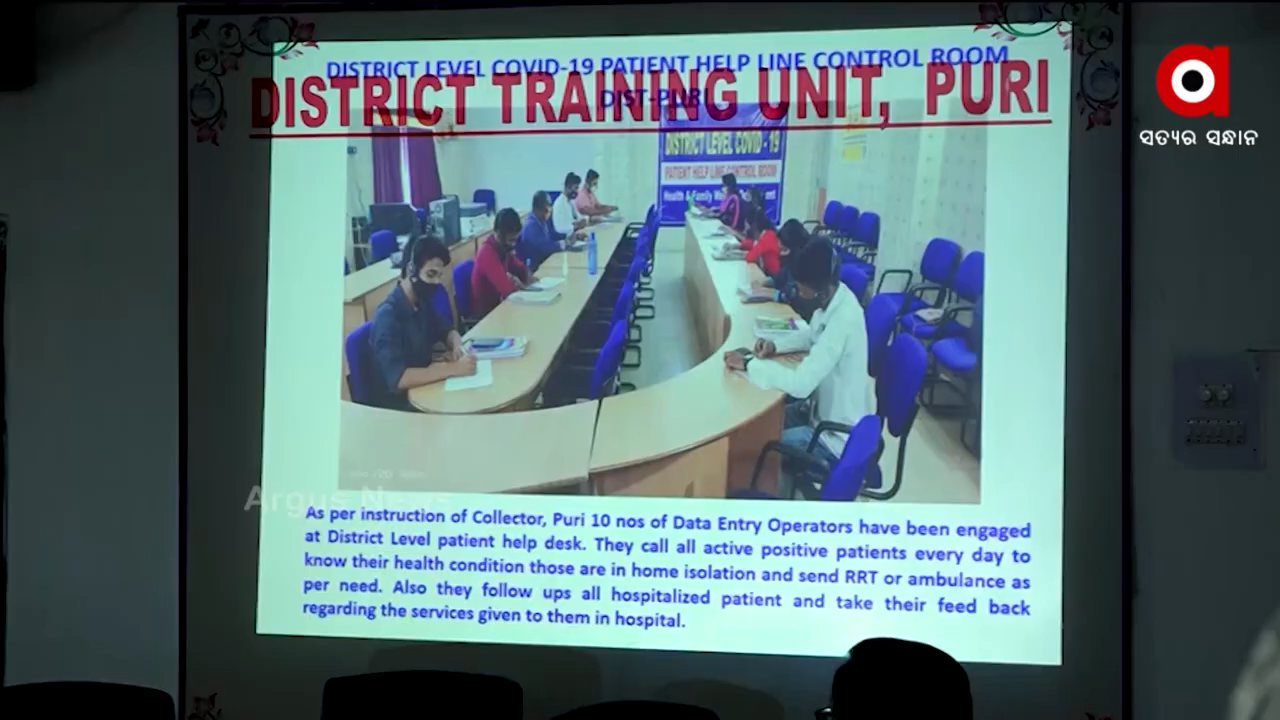 DISTRICT LEVEL COVID-19 PATIENT HELP LINE CONTROL ROOM
DIST-PURI
DISTRICT TRAINING UNIT, PURI
ସତ୍ୟର ସନ୍ଧାନ
DISTRICT LEVEL COVID - 19
PATIENT HELP LINE CONTROL ROOM
Health & Family
Argus News
As per instruction of Collector, Puri 10 nos of Data Entry Operators have been engaged
at District Level patient help desk. They call all active positive patients every day to
know their health condition those are in home isolation and send RRT or ambulance as
per need. Also they follow ups all hospitalized patient and take their feed back
regarding the services given to them in hospital.